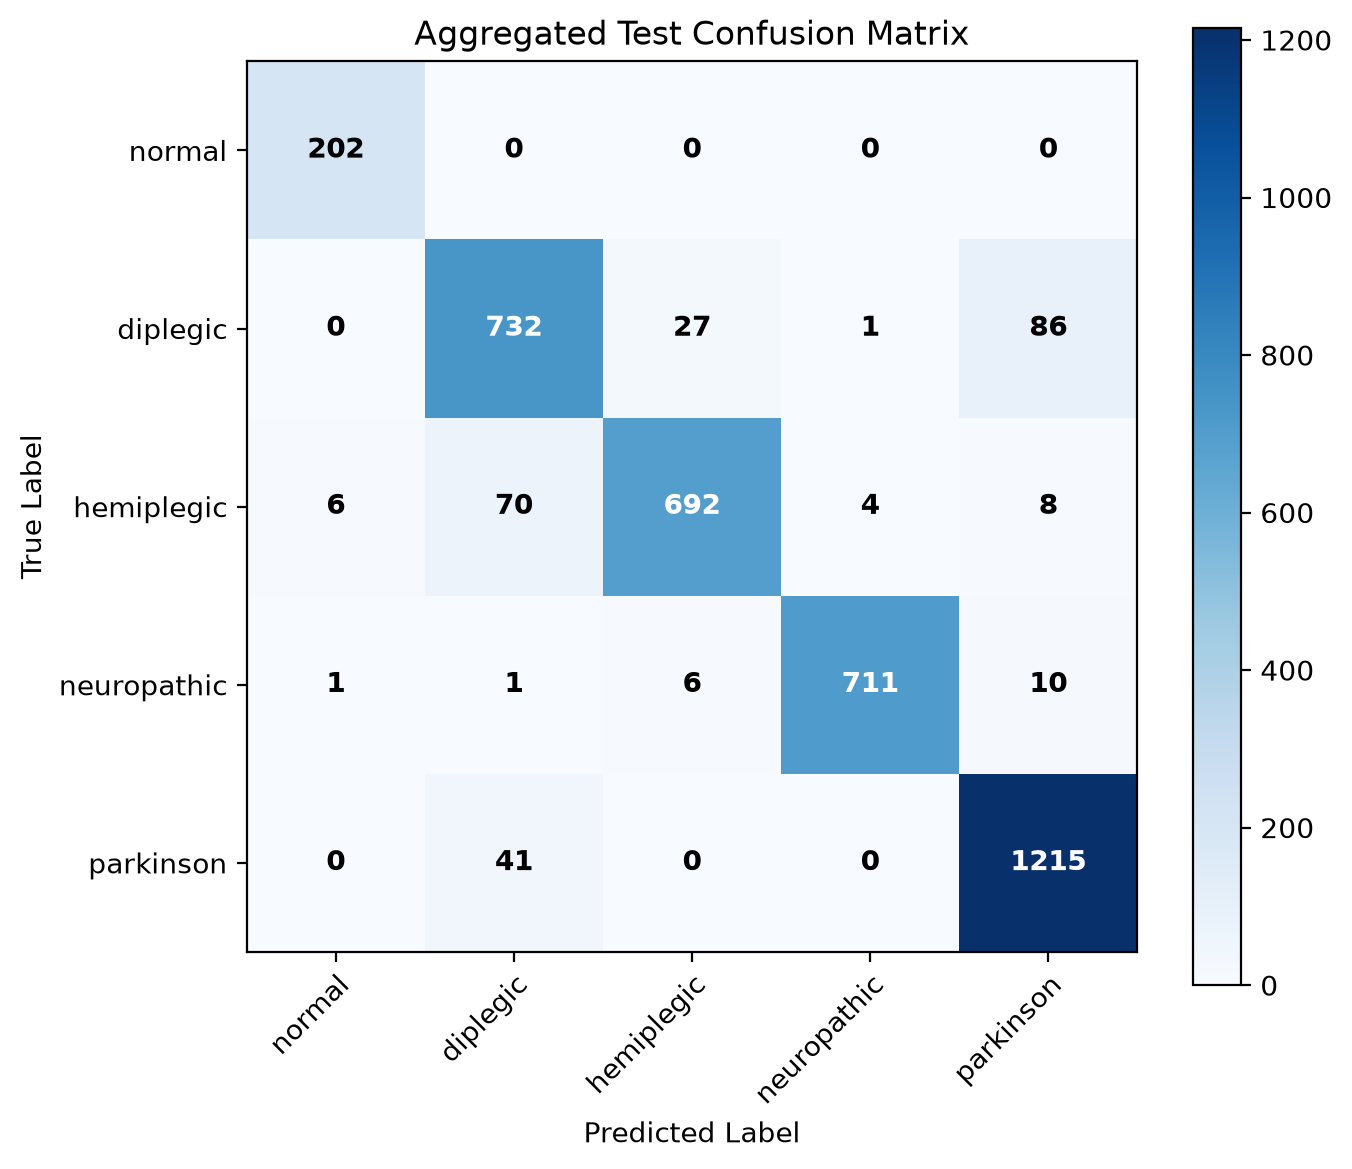 Aggregated Test Confusion Matrix
True Label
normal 202 0 0 0 0
diplegic 0 732 27 1 86
hemiplegic 6 70 692 4 8
neuropathic 1 1 6 711 10
parkinson 0 41 0 0 1215
normal diplegic hemiplegic neuropathic parkinson
Predicted Label
1200
1000
800
600
400
200
0